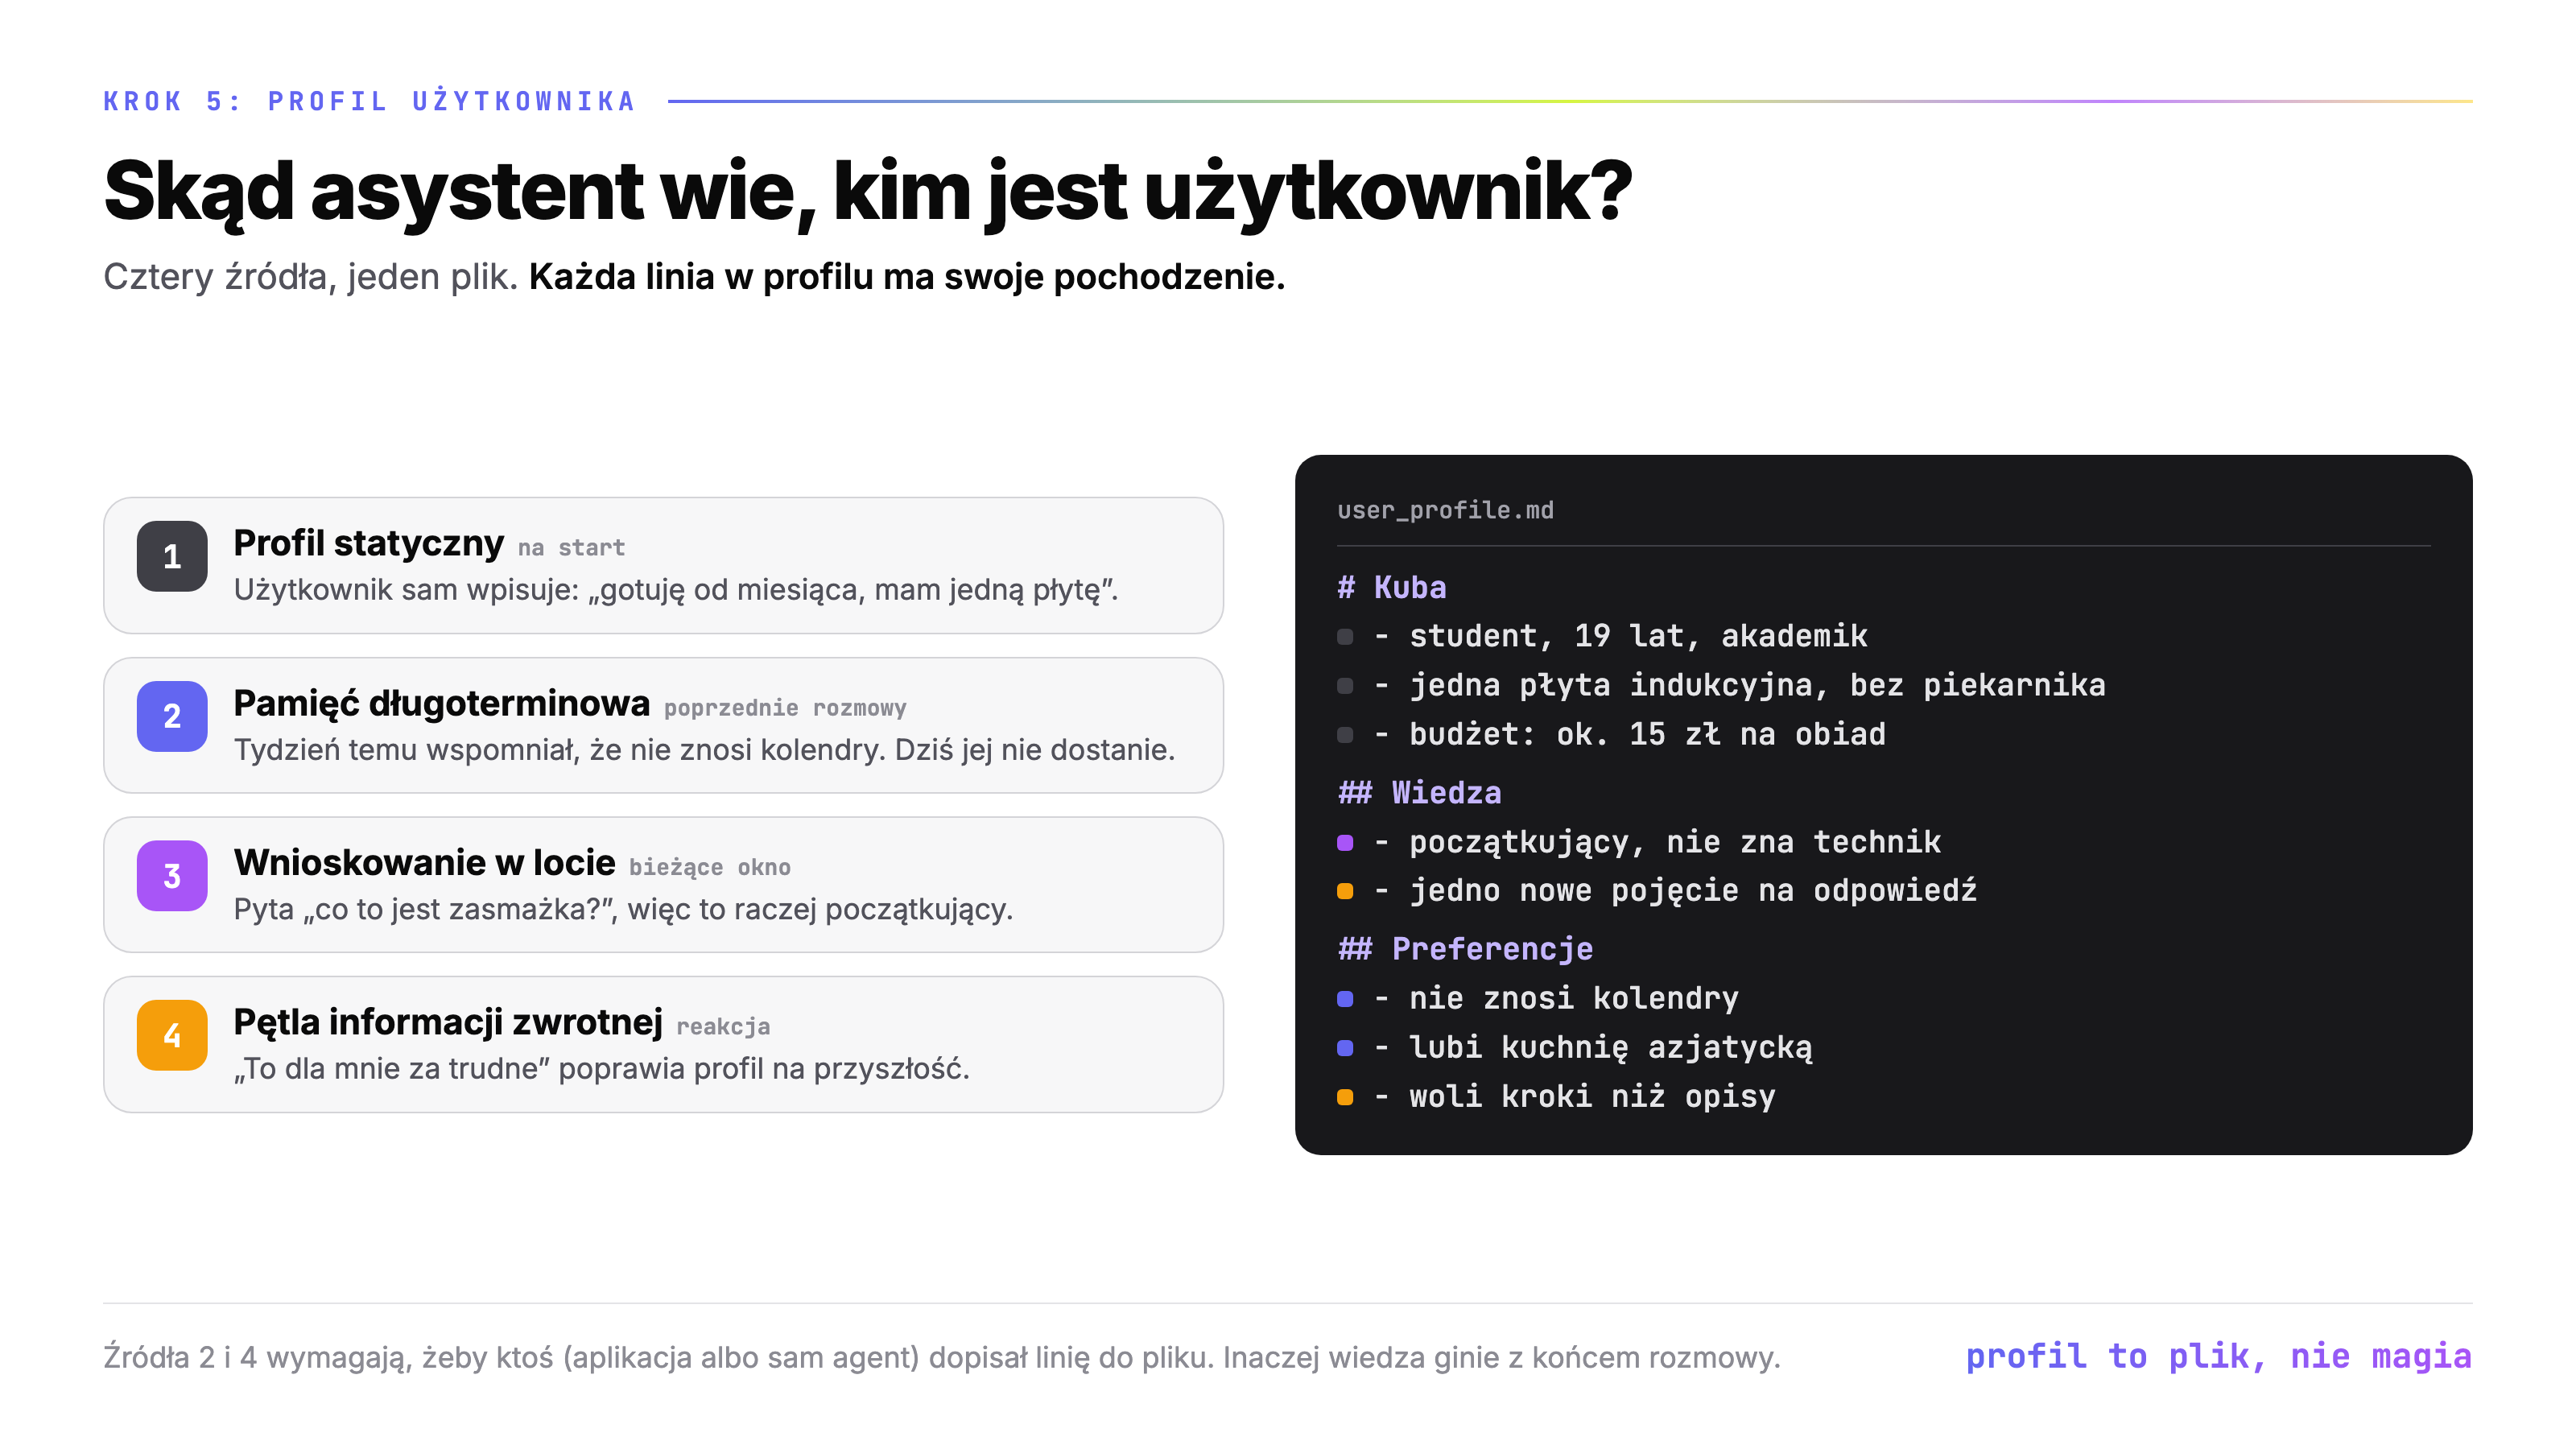 KROK 5: PROFIL UŻYTKOWNIKA
Skąd asystent wie, kim jest użytkownik?
Cztery źródła, jeden plik. Każda linia w profilu ma swoje pochodzenie.
1
Profil statyczny na start
Użytkownik sam wpisuje: „gotuję od miesiąca, mam jedną płytę”.
2
Pamięć długoterminowa poprzednie rozmowy
Tydzień temu wspomniał, że nie znosi kolendry. Dziś jej nie dostanie.
3
Wnioskowanie w locie bieżące okno
Pyta „co to jest zasmażka?”, więc to raczej początkujący.
4
Pętla informacji zwrotnej reakcja
„To dla mnie za trudne” poprawia profil na przyszłość.
user_profile.md
# Kuba
- student, 19 lat, akademik
- jedna płyta indukcyjna, bez piekarnika
- budżet: ok. 15 zł na obiad
## Wiedza
- początkujący, nie zna technik
- jedno nowe pojęcie na odpowiedź
## Preferencje
- nie znosi kolendry
- lubi kuchnię azjatycką
- woli kroki niż opisy
Źródła 2 i 4 wymagają, żeby ktoś (aplikacja albo sam agent) dopisał linię do pliku. Inaczej wiedza ginie z końcem rozmowy.
profil to plik, nie magia